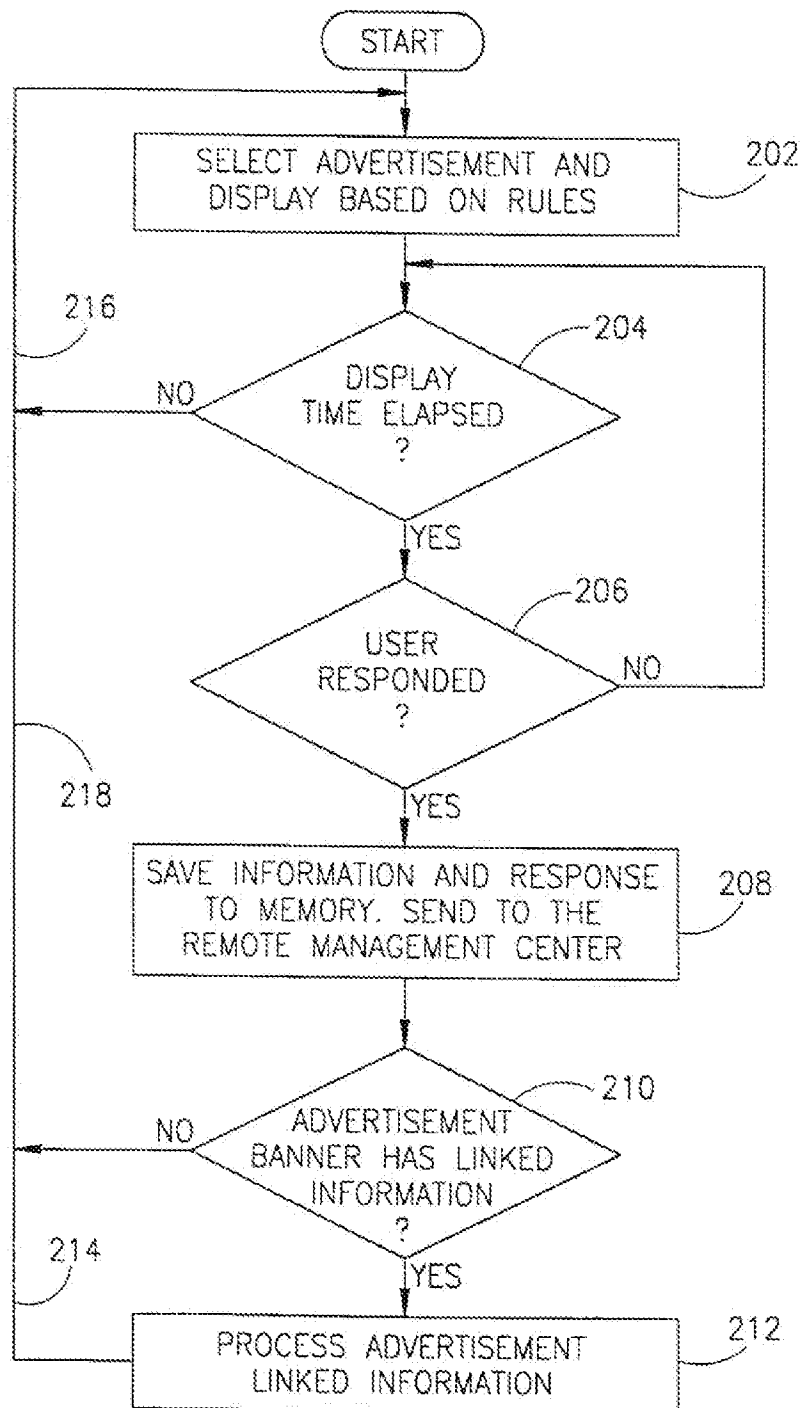 START
SELECT ADVERTISEMENT AND
DISPLAY BASED ON RULES
202
216
204
DISPLAY
TIME ELAPSED
?
NO
YES
206
USER
RESPONDED
?
NO
218
YES
SAVE INFORMATION AND RESPONSE
TO MEMORY. SEND TO THE
REMOTE MANAGEMENT CENTER
208
210
NO
ADVERTISEMENT
BANNER HAS LINKED
INFORMATION
?
214
YES
PROCESS ADVERTISEMENT
LINKED INFORMATION
212